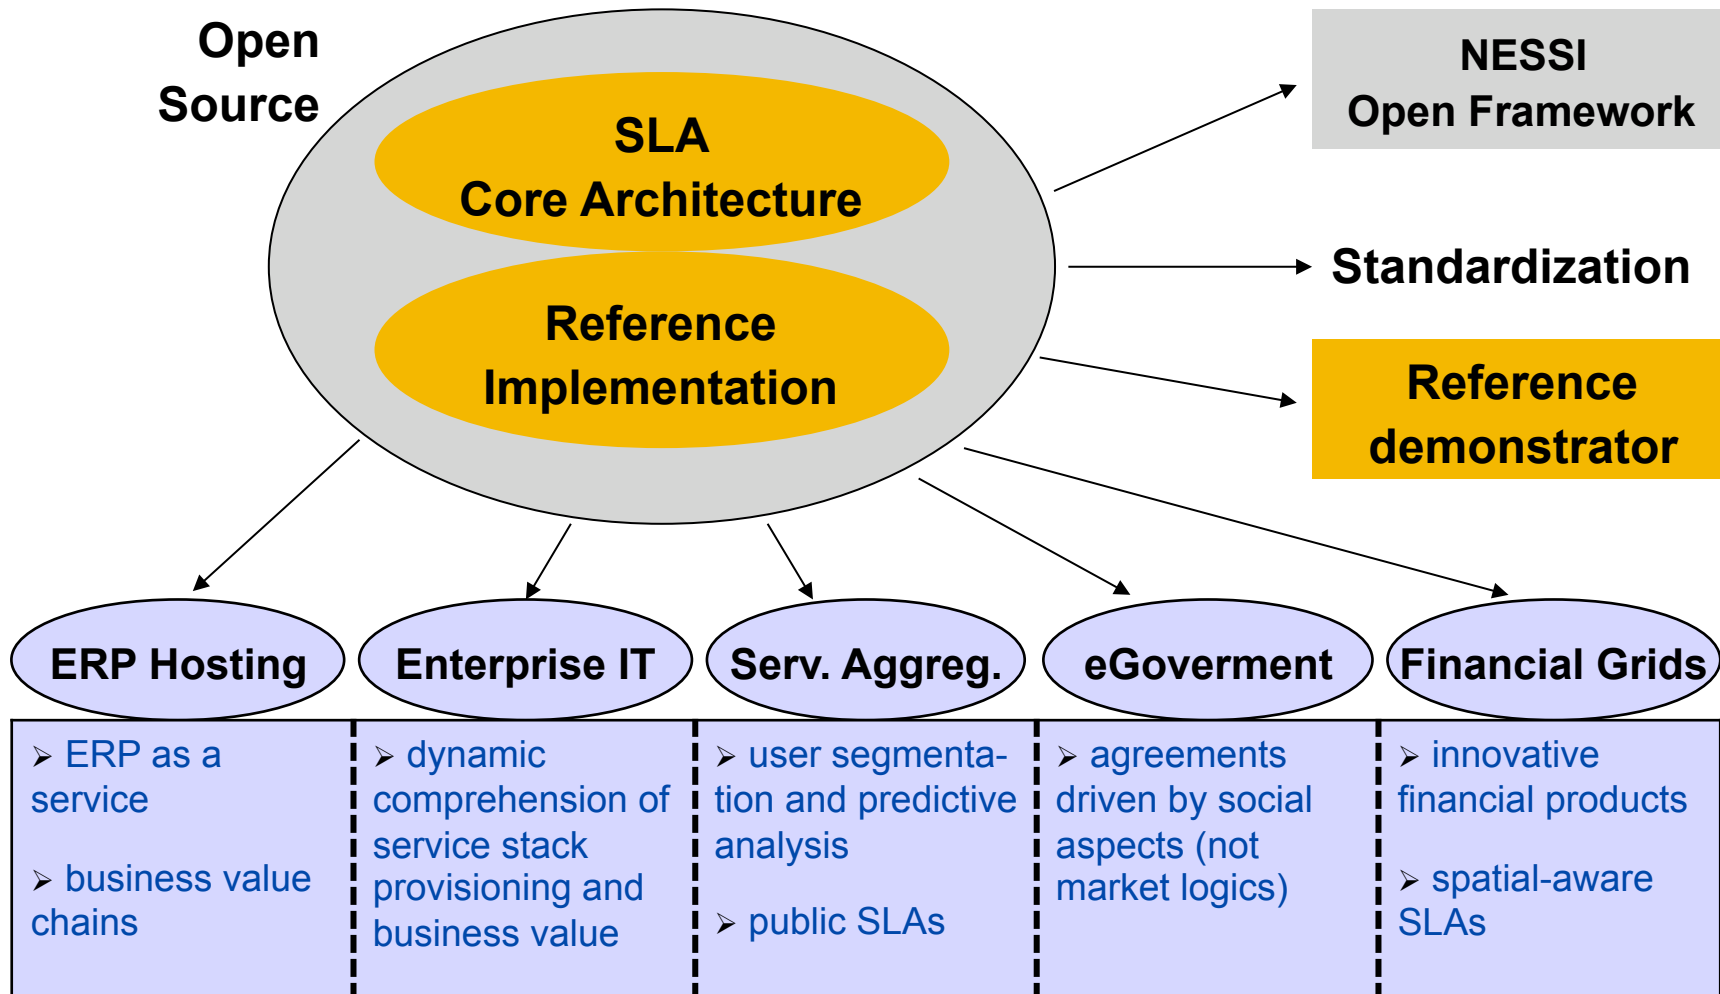 Open
Source
SLA
Core Architecture
Reference
Implementation
NESSI
Open Framework
Standardization
Reference
demonstrator
ERP Hosting
Enterprise IT
Serv. Aggreg.
eGoverment
Financial Grids
➢ ERP as a
service
➢ business value
chains
➢ dynamic
comprehension of
service stack
provisioning and
business value
➢ user segmenta-
tion and predictive
analysis
➢ public SLAs
➢ agreements
driven by social
aspects (not
market logics)
➢ innovative
financial products
➢ spatial-aware
SLAs